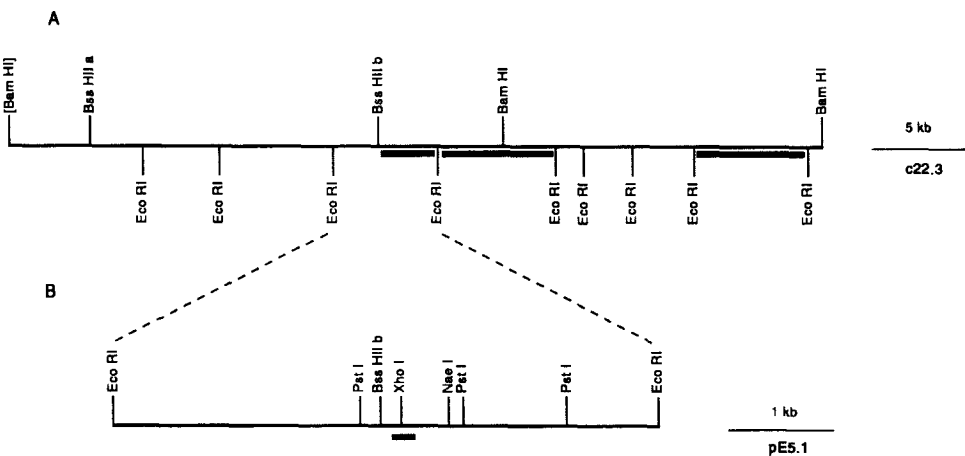 A
[Bam HI]
Bss HII a
Bss HII b
Bam HI
Bam HI
5 kb
c22.3
Eco RI
Eco RI
Eco RI
Eco RI
Eco RI
Eco RI
Eco RI
Eco RI
Eco RI
B
Eco RI
Pst I
Bss HII b
Xho I
Nae I
Pst I
Pst I
Eco RI
1 kb
pE5.1